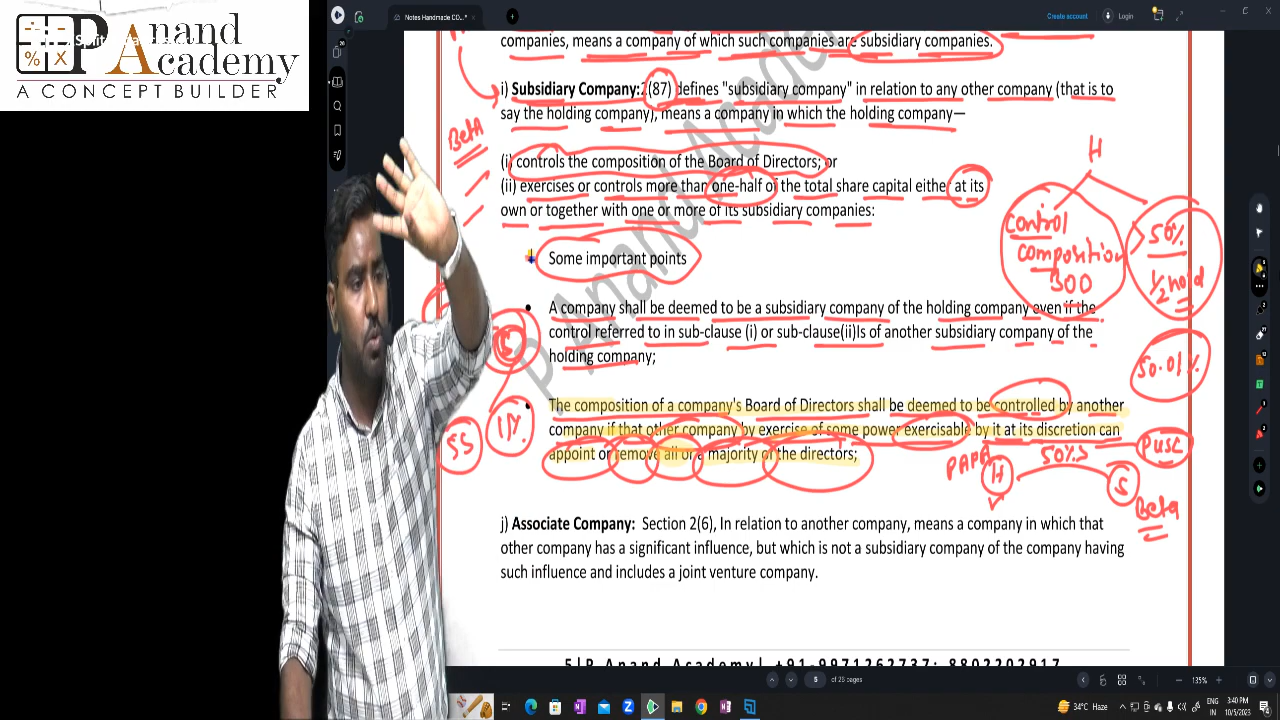 P Anand
Academy
A CONCEPT BUILDER
Notes Handmade CO...*
Create account
Login
companies, means a company of which such companies are subsidiary companies.
i) Subsidiary Company: 2(87) defines "subsidiary company" in relation to any other company (that is to
say the holding company), means a company in which the holding company—
(i) controls the composition of the Board of Directors; or
(ii) exercises or controls more than one-half of the total share capital either at its
own or together with one or more of its subsidiary companies:
Some important points
• A company shall be deemed to be a subsidiary company of the holding company even if the
control referred to in sub-clause (i) or sub-clause(ii)Is of another subsidiary company of the
holding company;
• The composition of a company's Board of Directors shall be deemed to be controlled by another
company if that other company by exercise of some power exercisable by it at its discretion can
appoint or remove all or a majority of the directors;
j) Associate Company: Section 2(6), In relation to another company, means a company in which that
other company has a significant influence, but which is not a subsidiary company of the company having
such influence and includes a joint venture company.
5 | P Anand Academy| +91-9971262737; 8802202917
Beta
H
Control
Composition
BOD
50%
1/2 hold
50.01%
SS
PAPA
H
50%
S
Beta
P Anand Academy
5
of 26 pages
135%
34°C Haze
ENG
IN
3:40 PM
10/5/2023